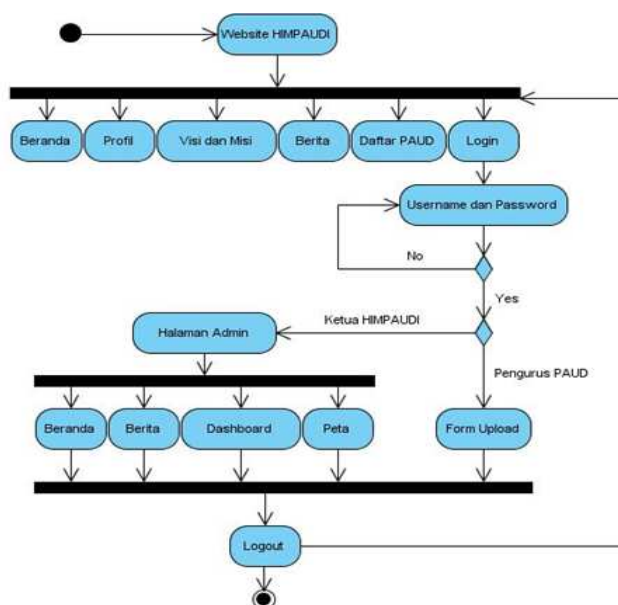 Website HIMPAUDI
Beranda
Profil
Visi dan Misi
Berita
Daftar PAUD
Login
Username dan Password
No
Yes
Ketua HIMPAUDI
Halaman Admin
Pengurus PAUD
Beranda
Berita
Dashboard
Peta
Form Upload
Logout